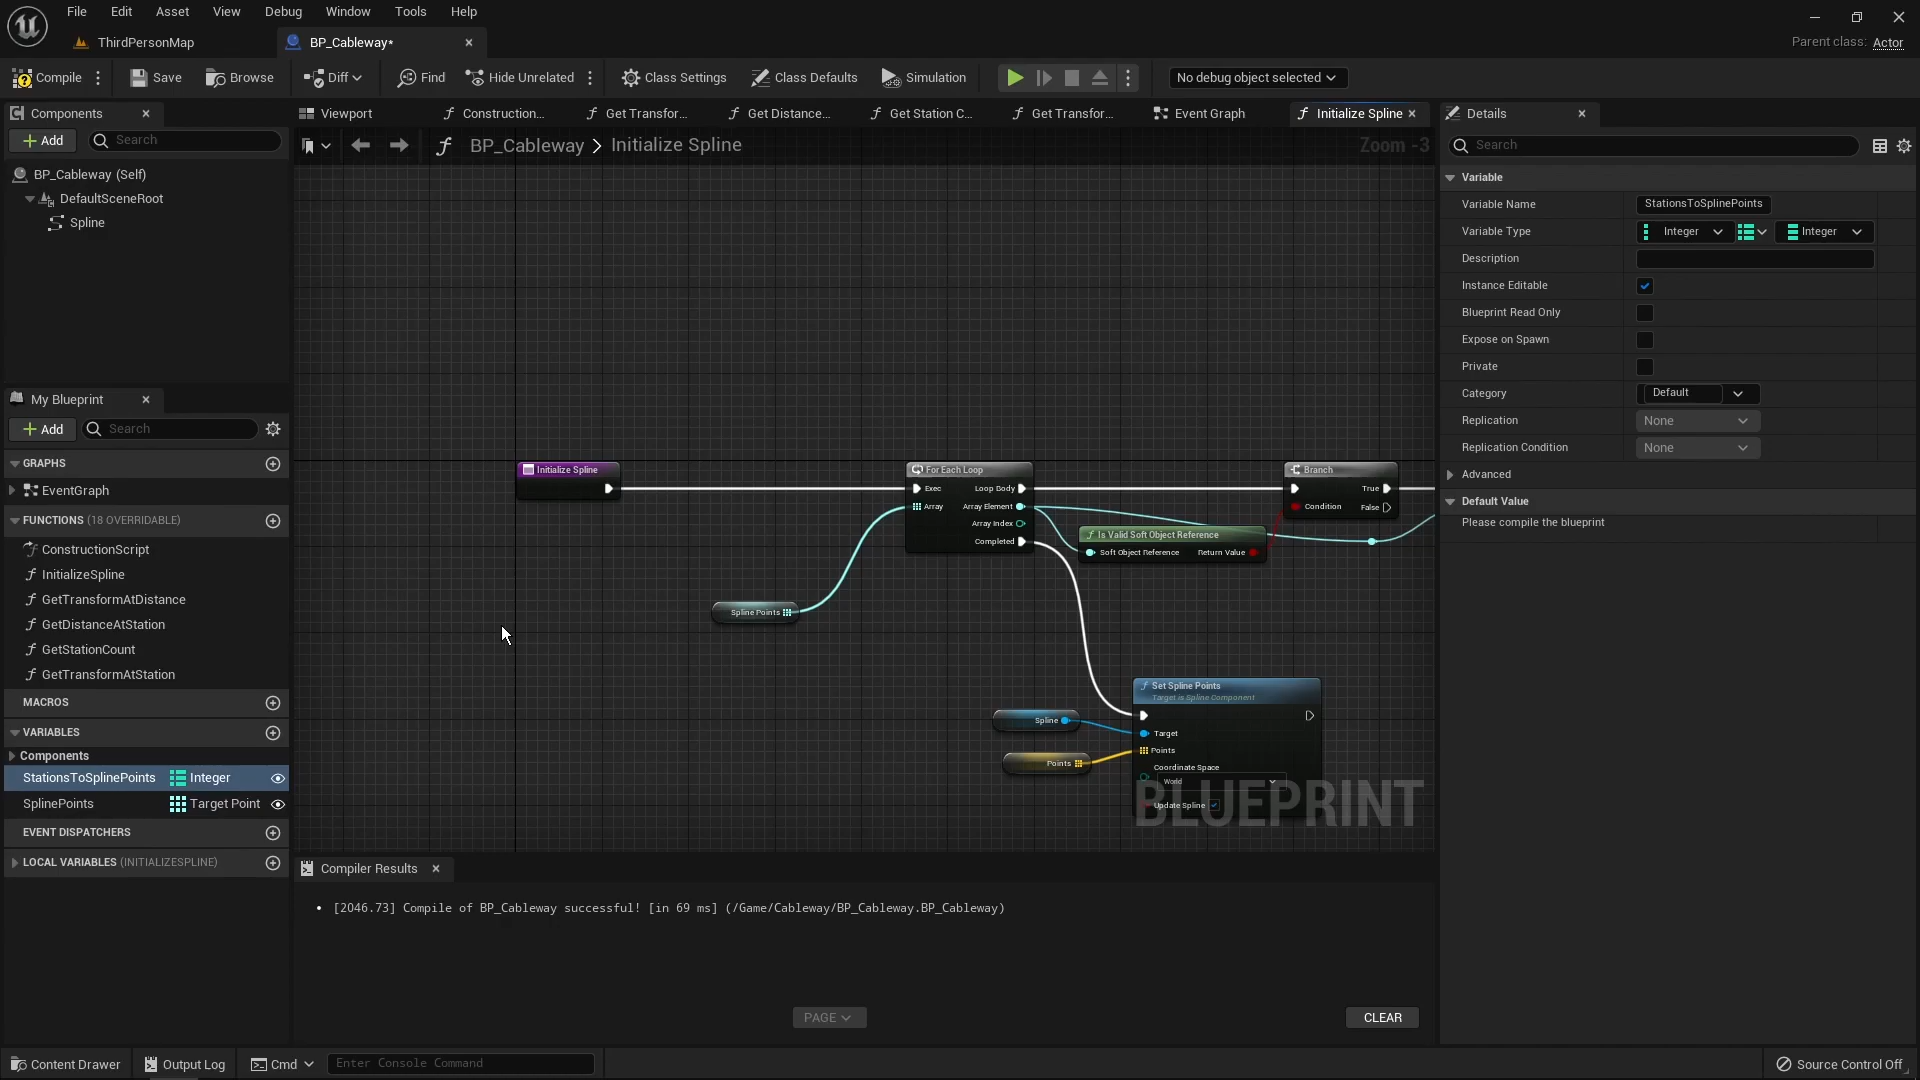 File Edit Asset View Debug Window Tools Help
ThirdPersonMap
BP_Cableway*
Parent class: Actor
Compile
Save
Browse
Diff
Find
Hide Unrelated
Class Settings
Class Defaults
Simulation
No debug object selected
Components
Viewport
Construction...
Get Transfor...
Get Distance...
Get Station C...
Get Transfor...
Event Graph
Initialize Spline
Details
+ Add
Search
BP_Cableway > Initialize Spline
Zoom -3
Search
BP_Cableway (Self)
DefaultSceneRoot
Spline
Variable
Variable Name StationsToSplinePoints
Variable Type Integer Integer
Description
Instance Editable
Blueprint Read Only
Expose on Spawn
Private
Category Default
Replication None
Replication Condition None
Advanced
Default Value
Please compile the blueprint
My Blueprint
+ Add
Search
GRAPHS
EventGraph
FUNCTIONS (18 OVERRIDABLE)
ConstructionScript
InitializeSpline
GetTransformAtDistance
GetDistanceAtStation
GetStationCount
GetTransformAtStation
MACROS
VARIABLES
Components
StationsToSplinePoints Integer
SplinePoints Target Point
EVENT DISPATCHERS
LOCAL VARIABLES (INITIALIZESPLINE)
Initialize Spline
For Each Loop
Exec Loop Body
Array Array Element
Array Index
Completed
Branch
True
Condition False
Is Valid Soft Object Reference
Soft Object Reference Return Value
Spline Points
Set Spline Points
Target is Spline Component
Spline
Target
Points
Points
Coordinate Space
World
Update Spline
BLUEPRINT
Compiler Results
• [2046.73] Compile of BP_Cableway successful! [in 69 ms] (/Game/Cableway/BP_Cableway.BP_Cableway)
PAGE
CLEAR
Content Drawer
Output Log
Cmd
Enter Console Command
Source Control Off